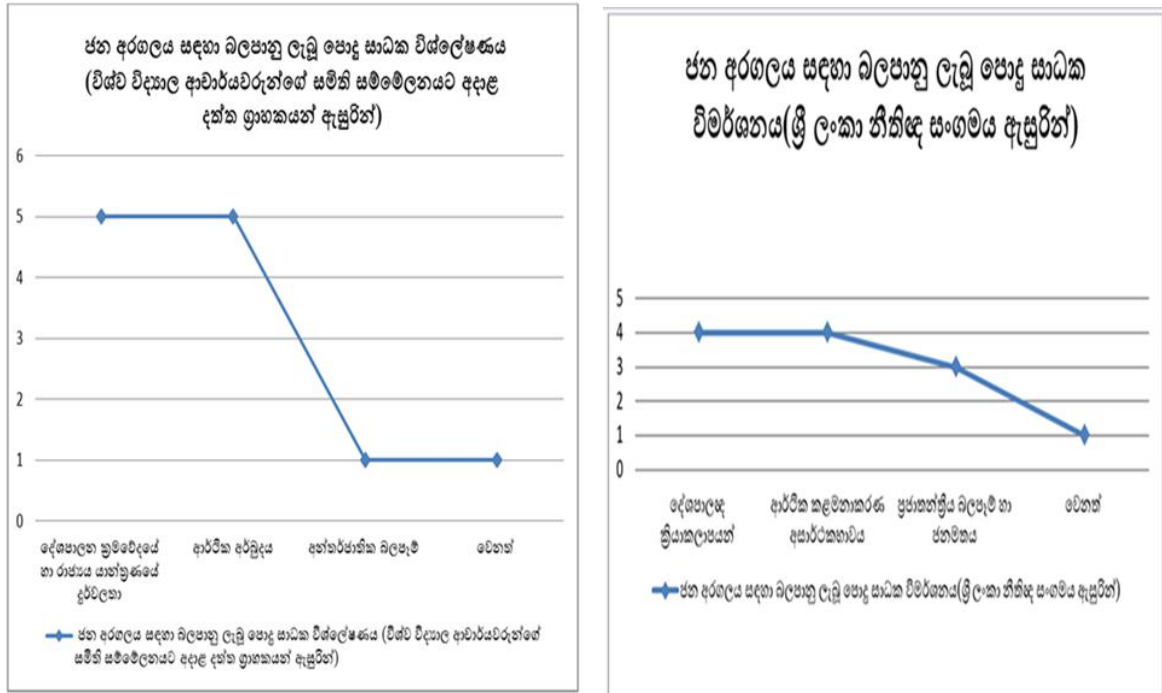 ජන අරගලය සඳහා බලපානු ලැබූ පොදු සාධක විශ්ලේෂණය
(විශ්ව විද්‍යාල ආචාර්යවරුන්ගේ සමිති සම්මේලනයට අදාළ
දත්ත ග්‍රාහකයන් ඇසුරින්)
6
5
4
3
2
1
0
දේශපාලන ක්‍රමවේදයේ
හා රාජ්‍යය යාන්ත්‍රණයේ
දුර්වලතා
ආර්ථික අර්බුදය
අන්තර්ජාතික බලපෑම්
වෙනත්
ජන අරගලය සඳහා බලපානු ලැබූ පොදු සාධක විශ්ලේෂණය (විශ්ව විද්‍යාල ආචාර්යවරුන්ගේ
සමිති සම්මේලනයට අදාළ දත්ත ග්‍රාහකයන් ඇසුරින්)
ජන අරගලය සඳහා බලපානු ලැබූ පොදු සාධක
විමර්ශනය(ශ්‍රී ලංකා නීතිඥ සංගමය ඇසුරින්)
5
4
3
2
1
0
දේශපාලඥ
ක්‍රියාකලාපයන්
ආර්ථික කළමනාකරණ
අසාර්ථකභාවය
ප්‍රජාතන්ත්‍රීය බලපෑම් හා
ජනමතය
වෙනත්
ජන අරගලය සඳහා බලපානු ලැබූ පොදු සාධක විමර්ශනය(ශ්‍රී ලංකා නීතිඥ සංගමය ඇසුරින්)